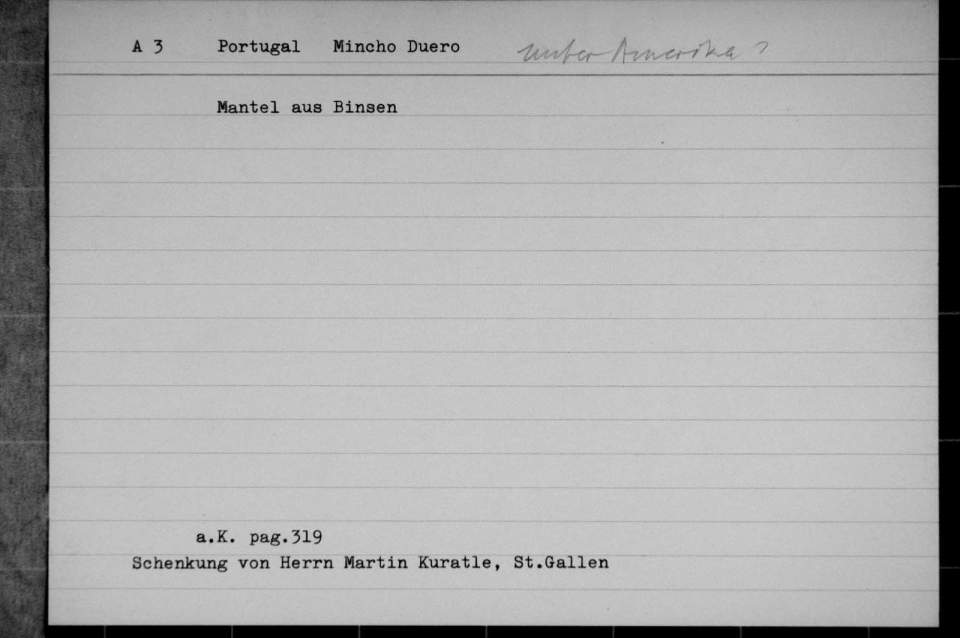 A 3 Portugal Mincho Duero unter Amerika ?
Mantel aus Binsen
a.K. pag.319
Schenkung von Herrn Martin Kuratle, St.Gallen